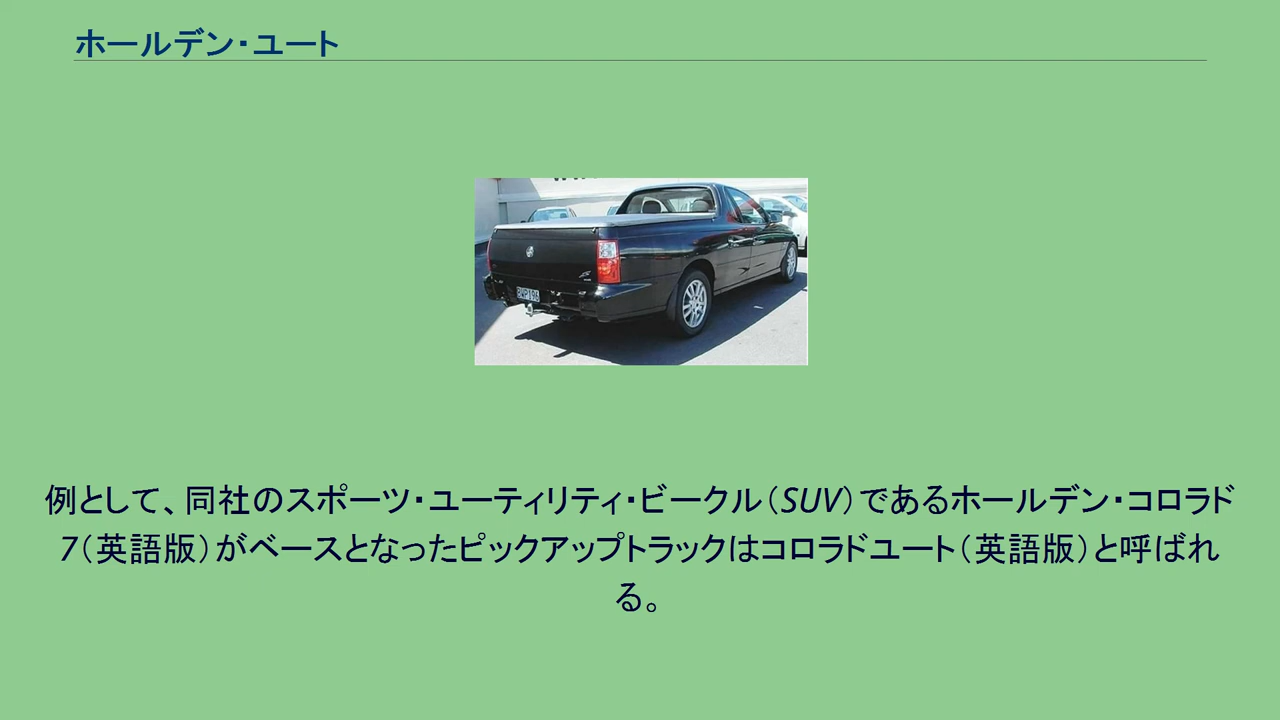 ホールデン・ユート
例として、同社のスポーツ・ユーティリティ・ビークル（SUV）であるホールデン・コロラド
7（英語版）がベースとなったピックアップトラックはコロラドユート（英語版）と呼ばれ
る。